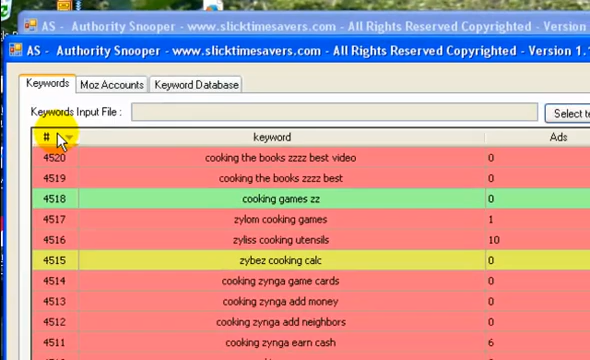 AS - Authority Snooper - www.slicktimesavers.com - All Rights Reserved Copyrighted - Version
AS - Authority Snooper - www.slicktimesavers.com - All Rights Reserved Copyrighted - Version 1.
Keywords Moz Accounts Keyword Database
Keywords Input File : Select te
# keyword Ads
4520 cooking the books zzzz best video 0
4519 cooking the books zzzz best 0
4518 cooking games zz 0
4517 zylom cooking games 1
4516 zyliss cooking utensils 10
4515 zybez cooking calc 0
4514 cooking zynga game cards 0
4513 cooking zynga add money 0
4512 cooking zynga add neighbors 0
4511 cooking zynga earn cash 6